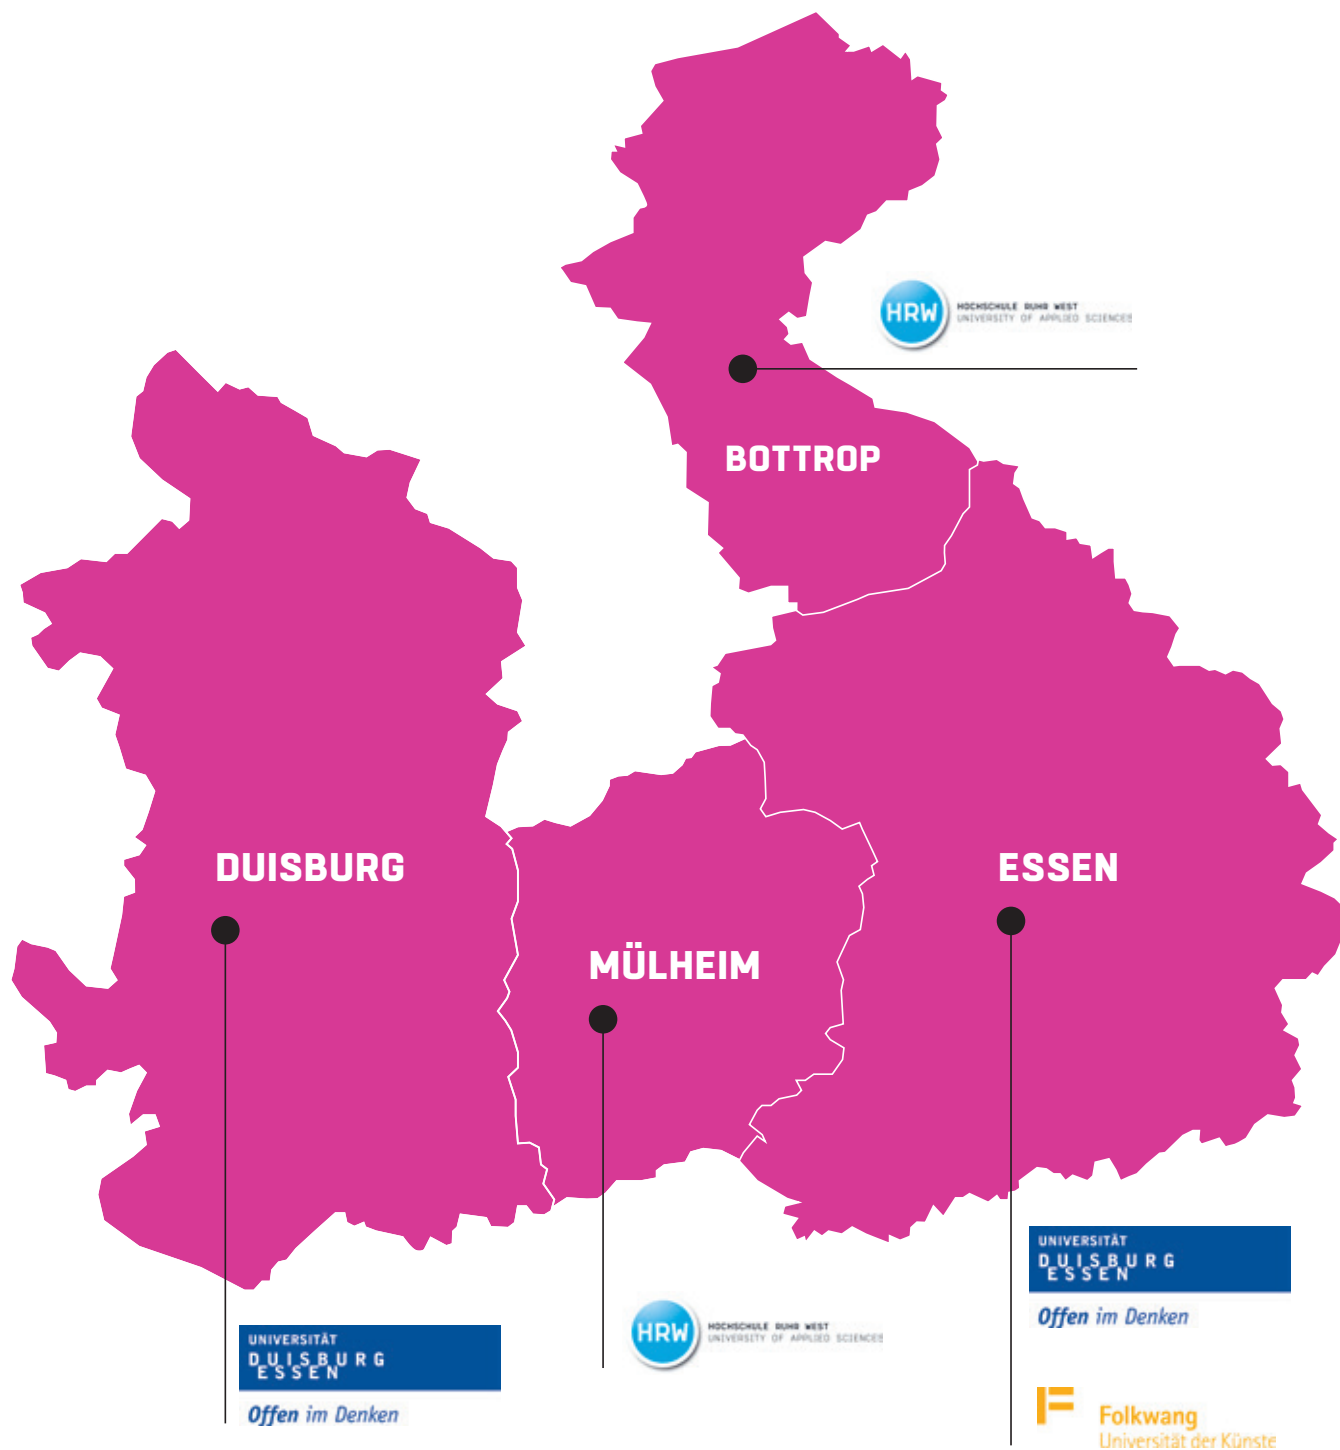 HRW
HOCHSCHULE RUHR WEST
UNIVERSITY OF APPLIED SCIENCES
BOTTROP
DUISBURG
ESSEN
MÜLHEIM
UNIVERSITÄT
DUISBURG
ESSEN
Offen im Denken
HRW
HOCHSCHULE RUHR WEST
UNIVERSITY OF APPLIED SCIENCES
UNIVERSITÄT
DUISBURG
ESSEN
Offen im Denken
F
Folkwang
Universität der Künste